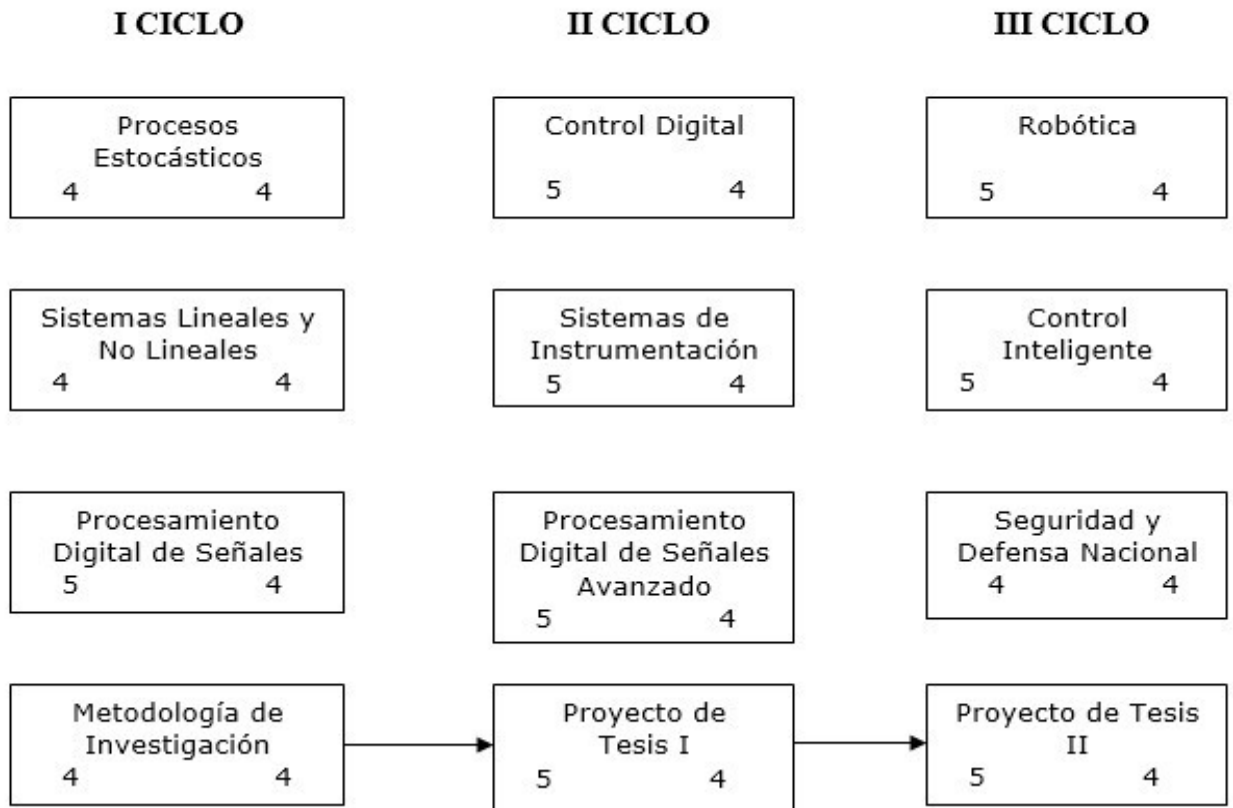 I CICLO
II CICLO
III CICLO
Procesos
Estocásticos
4 4
Control Digital
5 4
Robótica
5 4
Sistemas Lineales y
No Lineales
4 4
Sistemas de
Instrumentación
5 4
Control
Inteligente
5 4
Procesamiento
Digital de Señales
5 4
Procesamiento
Digital de Señales
Avanzado
5 4
Seguridad y
Defensa Nacional
4 4
Metodología de
Investigación
4 4
Proyecto de
Tesis I
5 4
Proyecto de Tesis
II
5 4